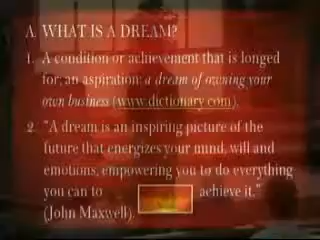 A. WHAT IS A DREAM?
1. A condition or achievement that is longed
for; an aspiration: a dream of owning your
own business (www.dictionary.com).
2. "A dream is an inspiring picture of the
future that energizes your mind, will and
emotions, empowering you to do everything
you can to achieve it."
(John Maxwell).